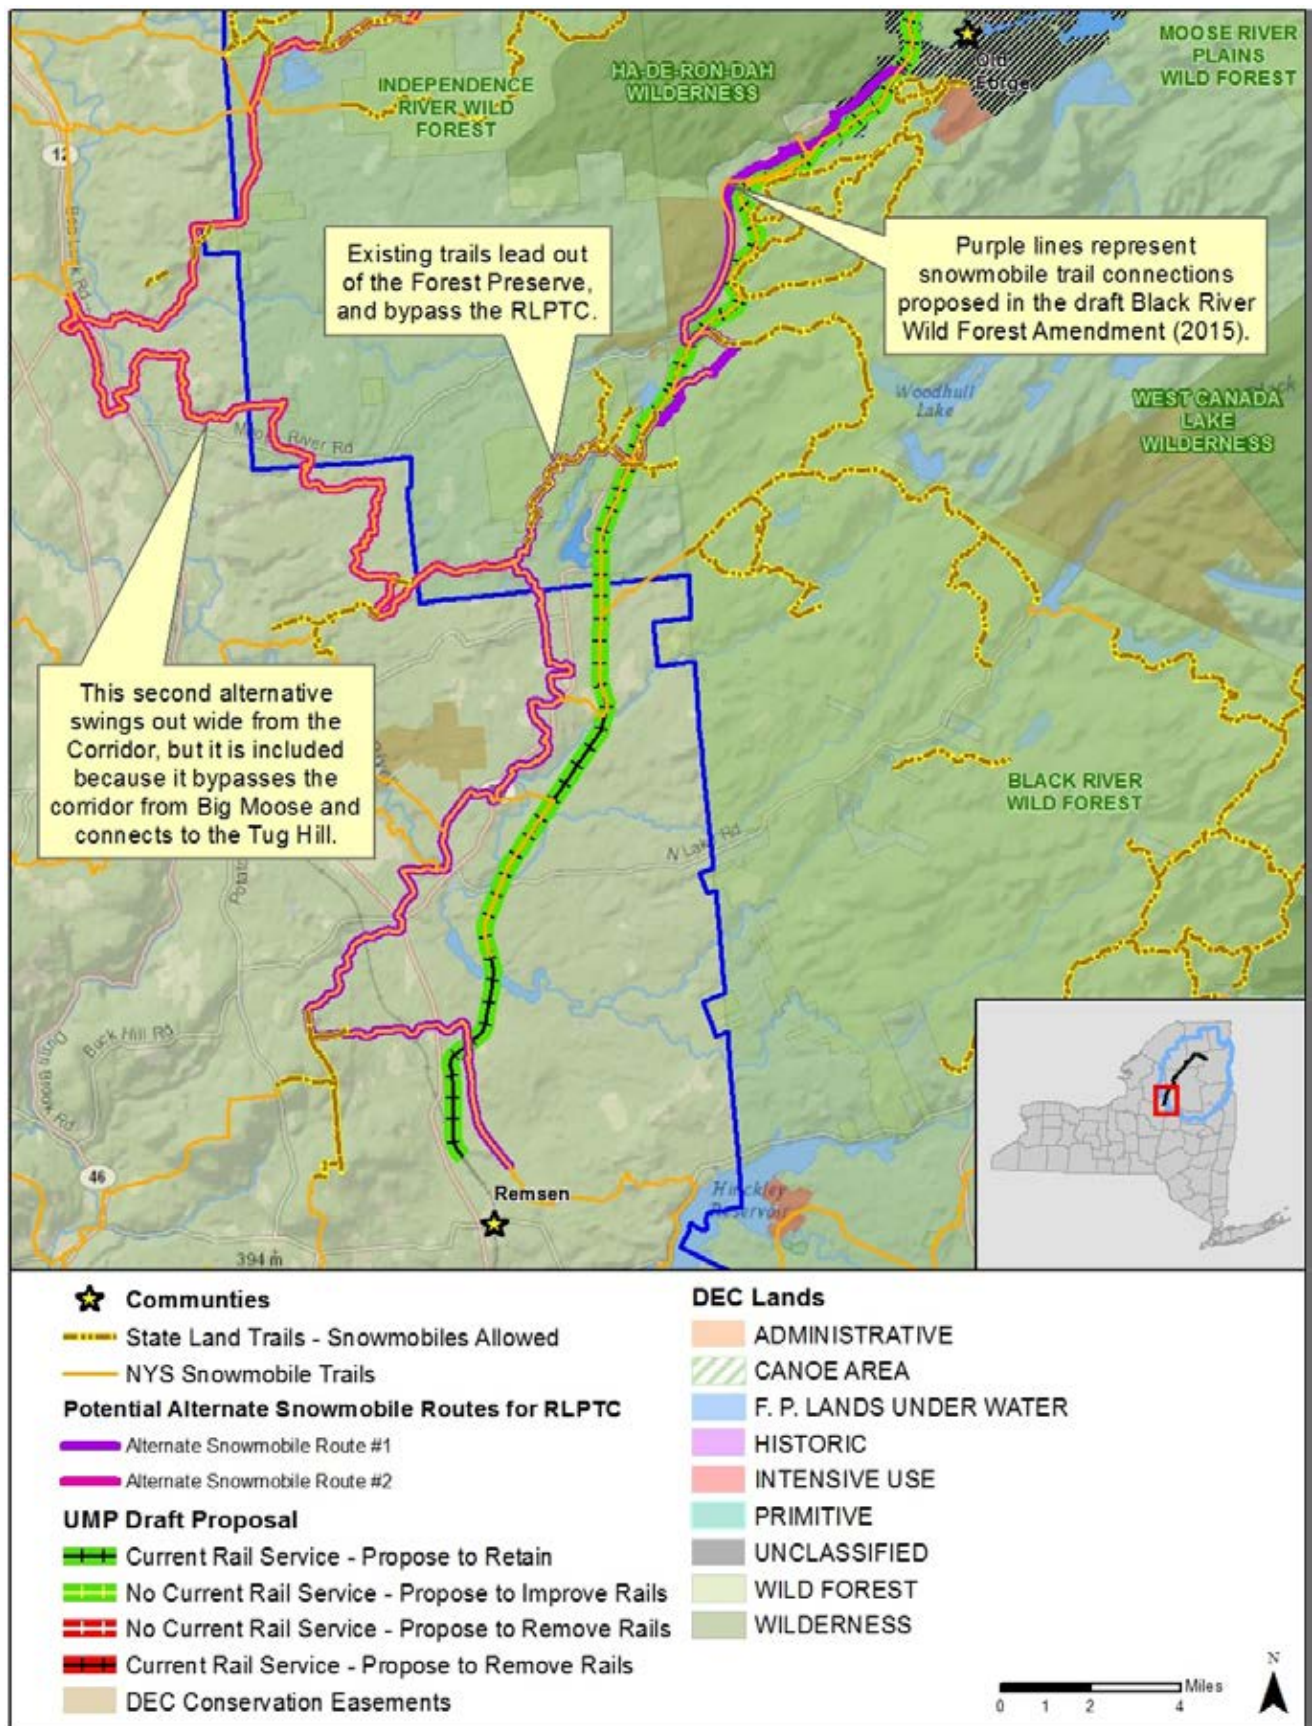 INDEPENDENCE
RIVER WILD
FOREST
HA-DE-RON-DAH
WILDERNESS
MOOSE RIVER
PLAINS
WILD FOREST
Old
Forge
12
Existing trails lead out
of the Forest Preserve,
and bypass the RLPTC.
Purple lines represent
snowmobile trail connections
proposed in the draft Black River
Wild Forest Amendment (2015).
Woodhull
Lake
WEST CANADA
LAKE
WILDERNESS
Moose River Rd
This second alternative
swings out wide from the
Corridor, but it is included
because it bypasses the
corridor from Big Moose and
connects to the Tug Hill.
BLACK RIVER
WILD FOREST
N Lake Rd
Buck Hill Rd
46
Remsen
Hinckley
Reservoir
394 m
Communties
State Land Trails - Snowmobiles Allowed
NYS Snowmobile Trails
Potential Alternate Snowmobile Routes for RLPTC
Alternate Snowmobile Route #1
Alternate Snowmobile Route #2
UMP Draft Proposal
Current Rail Service - Propose to Retain
No Current Rail Service - Propose to Improve Rails
No Current Rail Service - Propose to Remove Rails
Current Rail Service - Propose to Remove Rails
DEC Conservation Easements
DEC Lands
ADMINISTRATIVE
CANOE AREA
F. P. LANDS UNDER WATER
HISTORIC
INTENSIVE USE
PRIMITIVE
UNCLASSIFIED
WILD FOREST
WILDERNESS
Miles
0 1 2 4
N